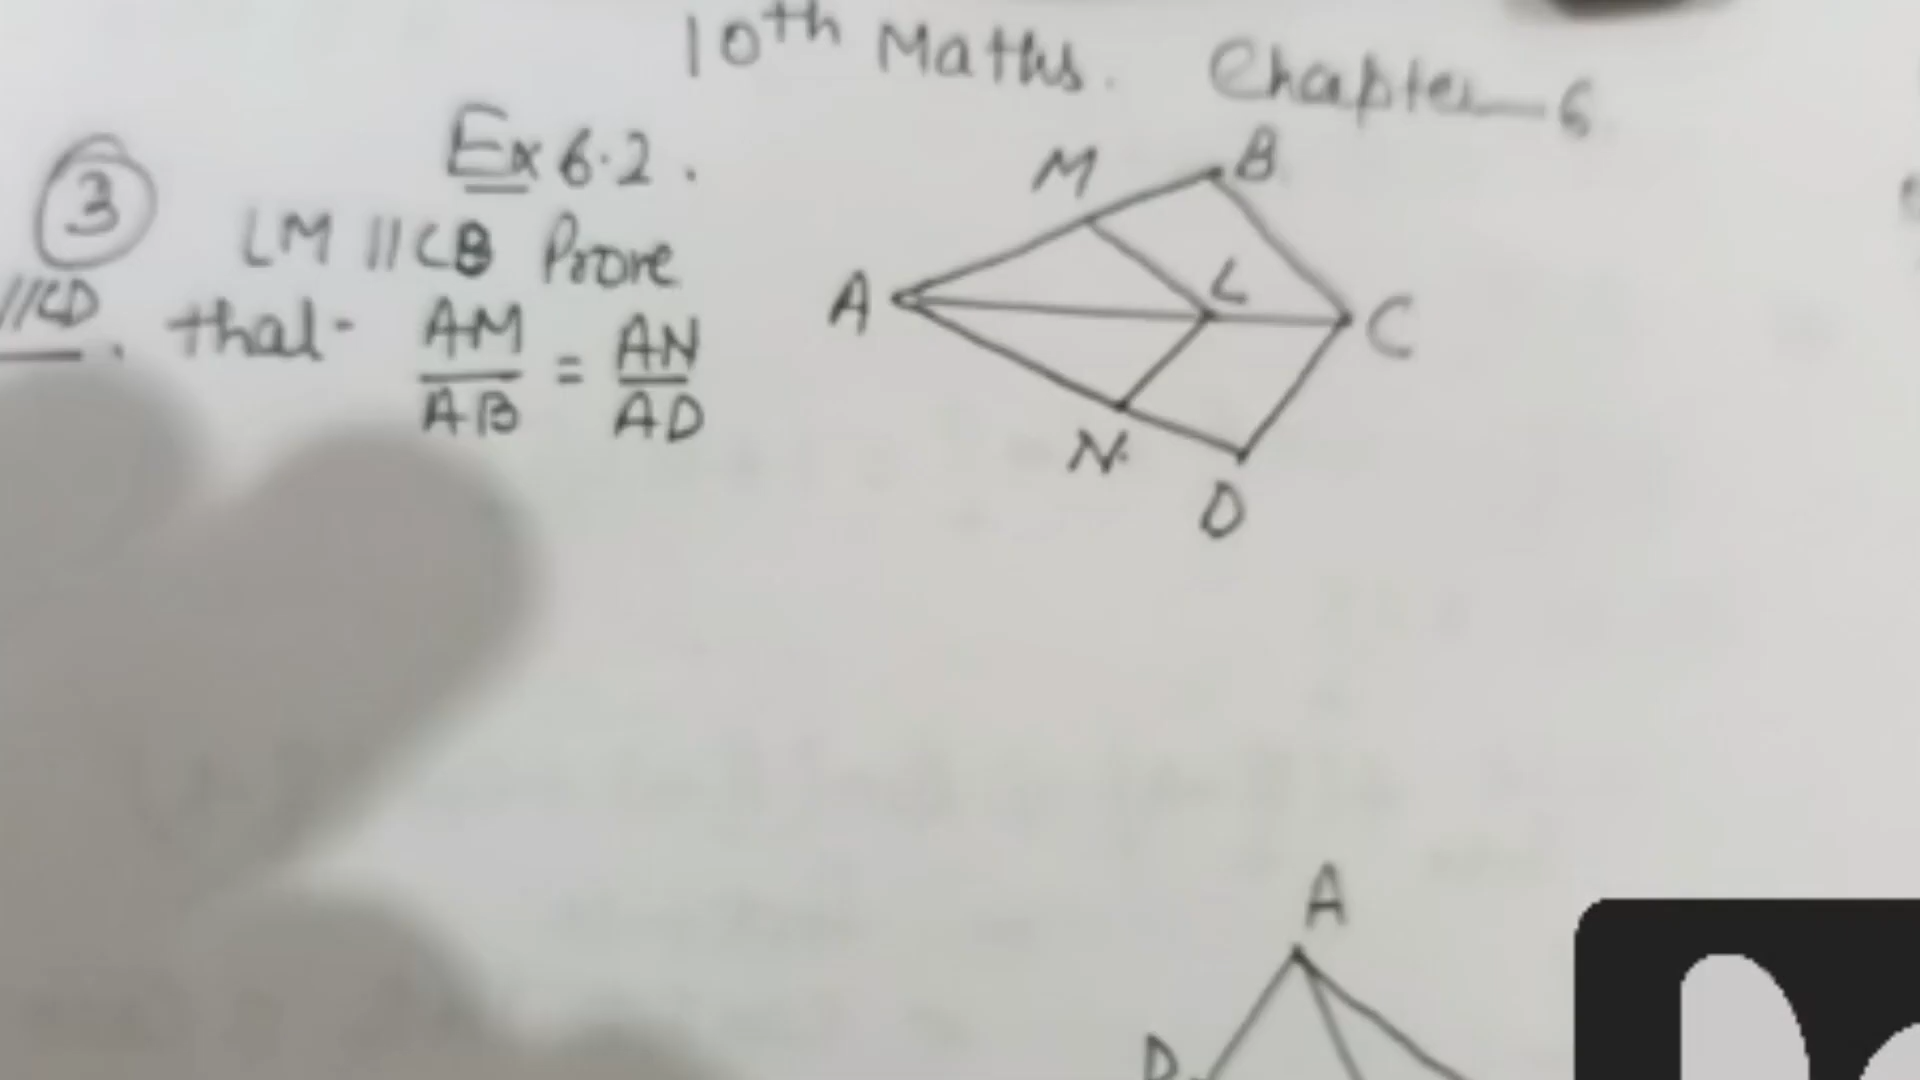 10th Maths. Chapter-6
Ex 6.2.
3
LM || CB Prove
//CD
that AM/AB = AN/AD
M
B
A
L
C
N
D
A
D